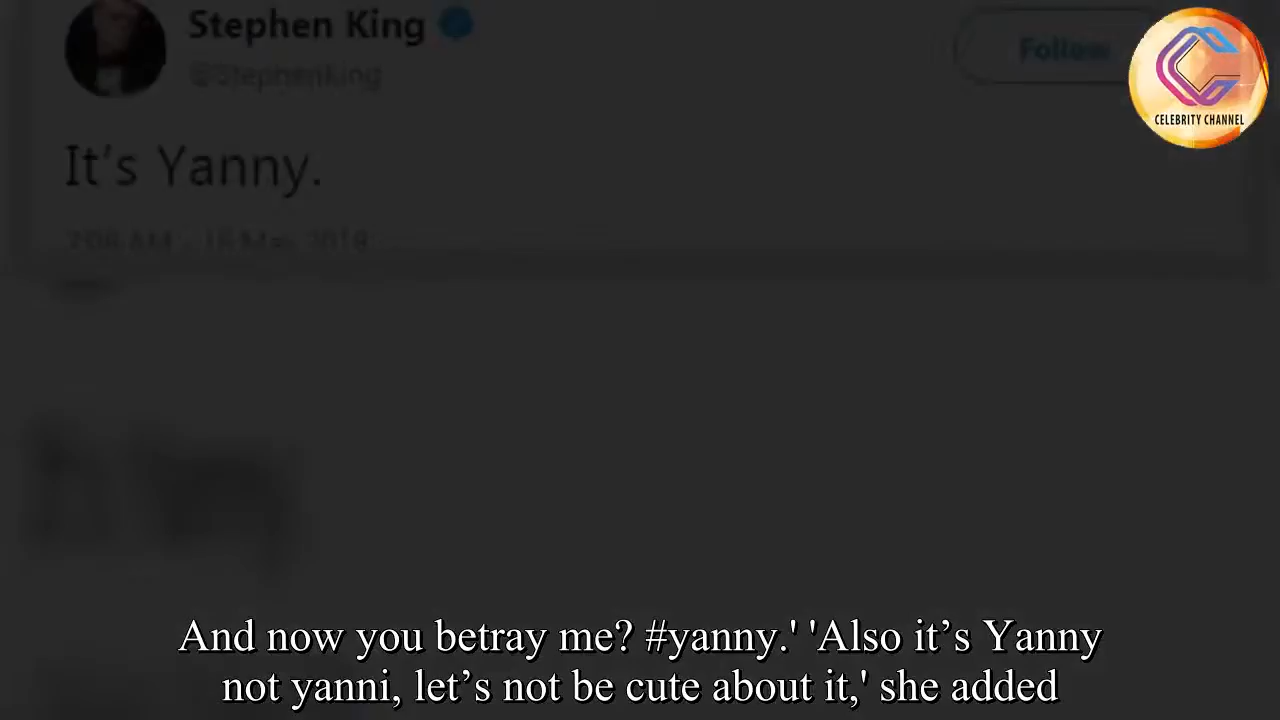 Stephen King
@StephenKing
Follow
CELEBRITY CHANNEL
It's Yanny.
And now you betray me? #yanny.' 'Also it’s Yanny
not yanni, let’s not be cute about it,' she added